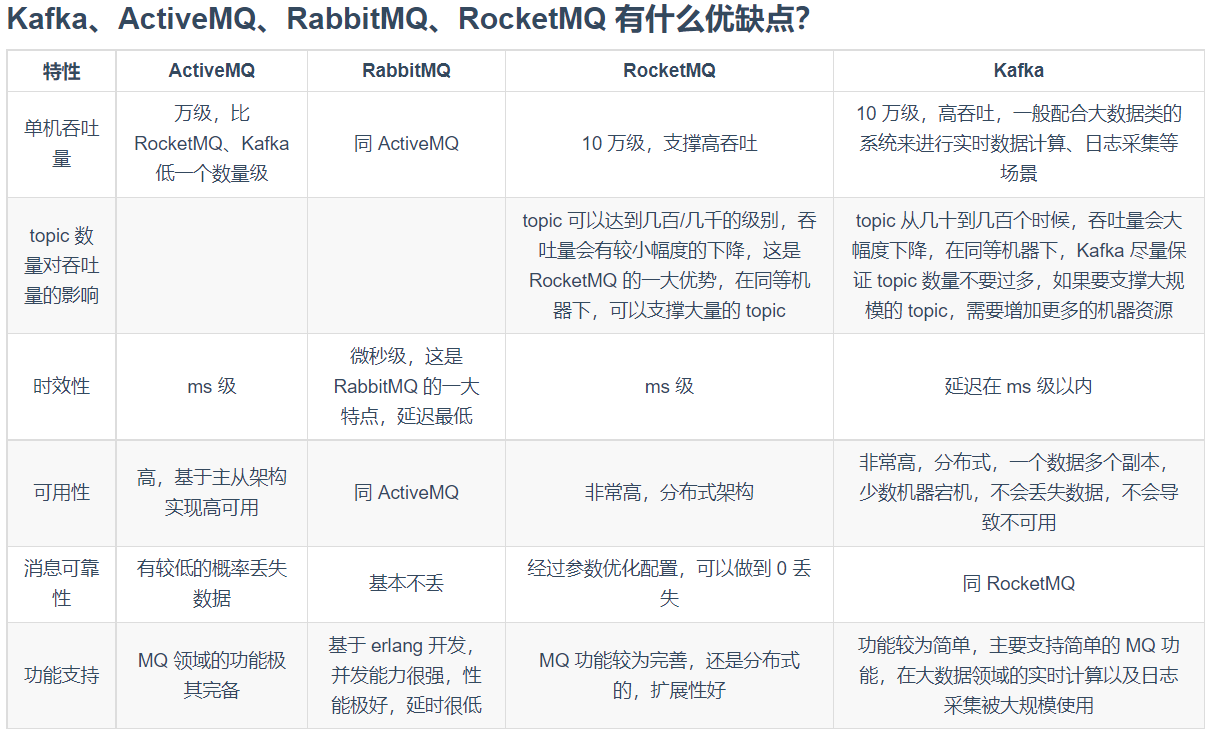 Kafka、ActiveMQ、RabbitMQ、RocketMQ 有什么优缺点？
特性
ActiveMQ
RabbitMQ
RocketMQ
Kafka
单机吞吐
量
万级，比
RocketMQ、Kafka
低一个数量级
同 ActiveMQ
10 万级，支撑高吞吐
10 万级，高吞吐，一般配合大数据类的
系统来进行实时数据计算、日志采集等
场景
topic 数
量对吞吐
量的影响
topic 可以达到几百/几千的级别，吞
吐量会有较小幅度的下降，这是
RocketMQ 的一大优势，在同等机
器下，可以支撑大量的 topic
topic 从几十到几百个时候，吞吐量会大
幅度下降，在同等机器下，Kafka 尽量保
证 topic 数量不要过多，如果要支撑大规
模的 topic，需要增加更多的机器资源
时效性
ms 级
微秒级，这是
RabbitMQ 的一大
特点，延迟最低
ms 级
延迟在 ms 级以内
可用性
高，基于主从架构
实现高可用
同 ActiveMQ
非常高，分布式架构
非常高，分布式，一个数据多个副本，
少数机器宕机，不会丢失数据，不会导
致不可用
消息可靠
性
有较低的概率丢失
数据
基本不丢
经过参数优化配置，可以做到 0 丢
失
同 RocketMQ
功能支持
MQ 领域的功能极
其完备
基于 erlang 开发，
并发能力很强，性
能极好，延时很低
MQ 功能较为完善，还是分布式
的，扩展性好
功能较为简单，主要支持简单的 MQ 功
能，在大数据领域的实时计算以及日志
采集被大规模使用